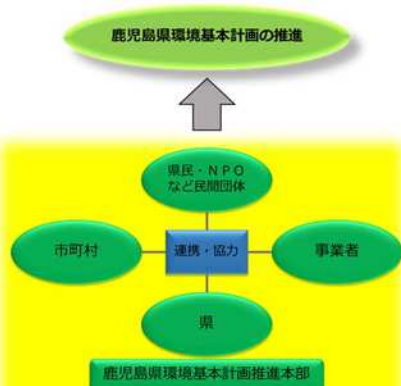 鹿児島県環境基本計画の推進
県民・NPO
など民間団体
市町村
連携・協力
事業者
県
鹿児島県環境基本計画推進本部